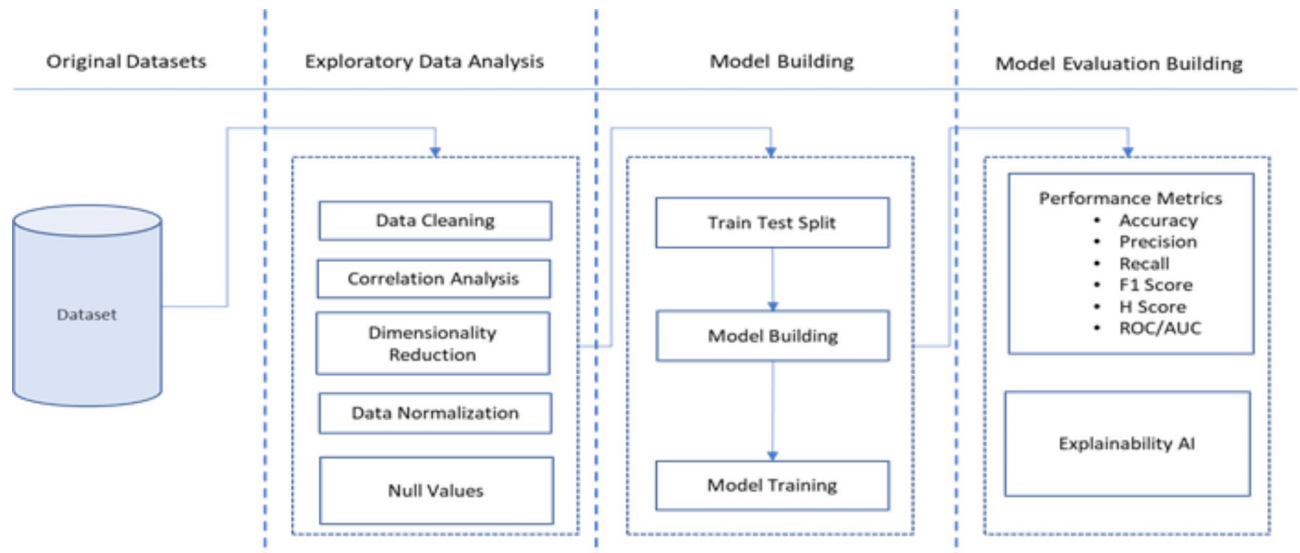 Original Datasets
Exploratory Data Analysis
Model Building
Model Evaluation Building
Dataset
Data Cleaning
Correlation Analysis
Dimensionality
Reduction
Data Normalization
Null Values
Train Test Split
Model Building
Model Training
Performance Metrics
• Accuracy
• Precision
• Recall
• F1 Score
• H Score
• ROC/AUC
Explainability AI